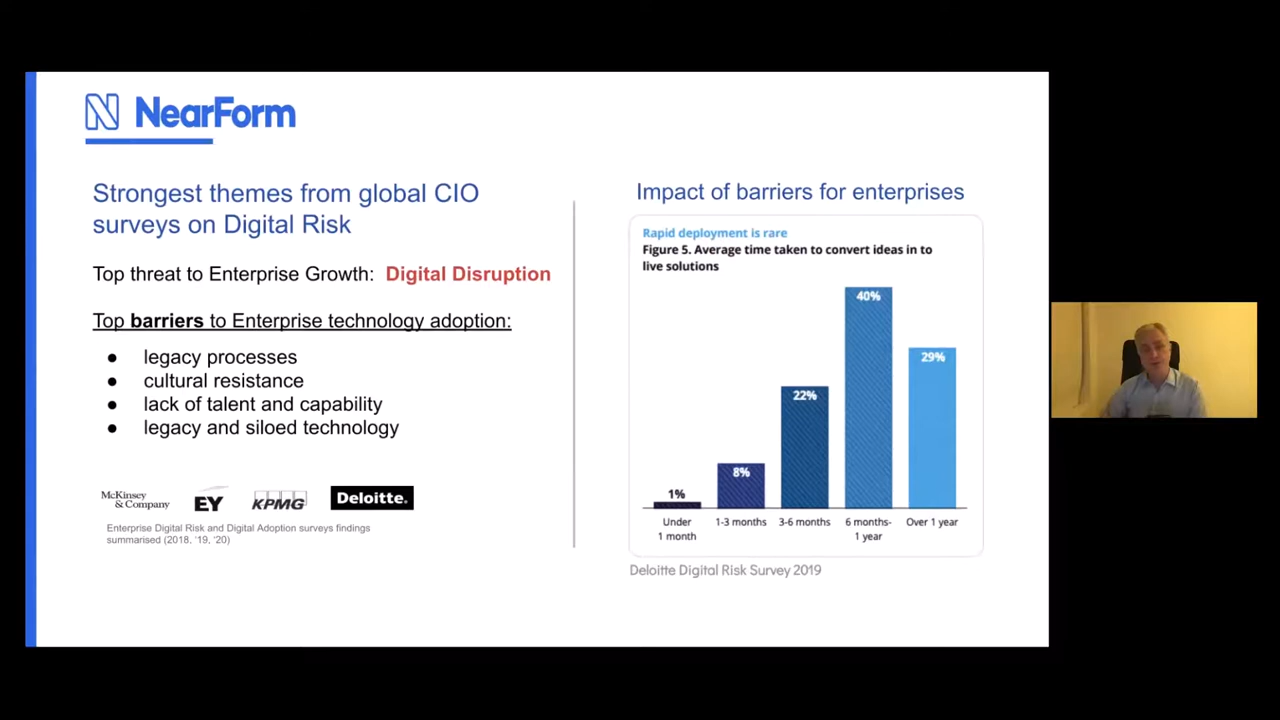 NearForm
Strongest themes from global CIO
surveys on Digital Risk
Top threat to Enterprise Growth: Digital Disruption
Top barriers to Enterprise technology adoption:
● legacy processes
● cultural resistance
● lack of talent and capability
● legacy and siloed technology
McKinsey
& Company
EY
KPMG
Deloitte.
Enterprise Digital Risk and Digital Adoption surveys findings
summarised (2018, '19, '20)
Impact of barriers for enterprises
Rapid deployment is rare
Figure 5. Average time taken to convert ideas in to
live solutions
1%
8%
22%
40%
29%
Under
1 month
1-3 months
3-6 months
6 months-
1 year
Over 1 year
Deloitte Digital Risk Survey 2019